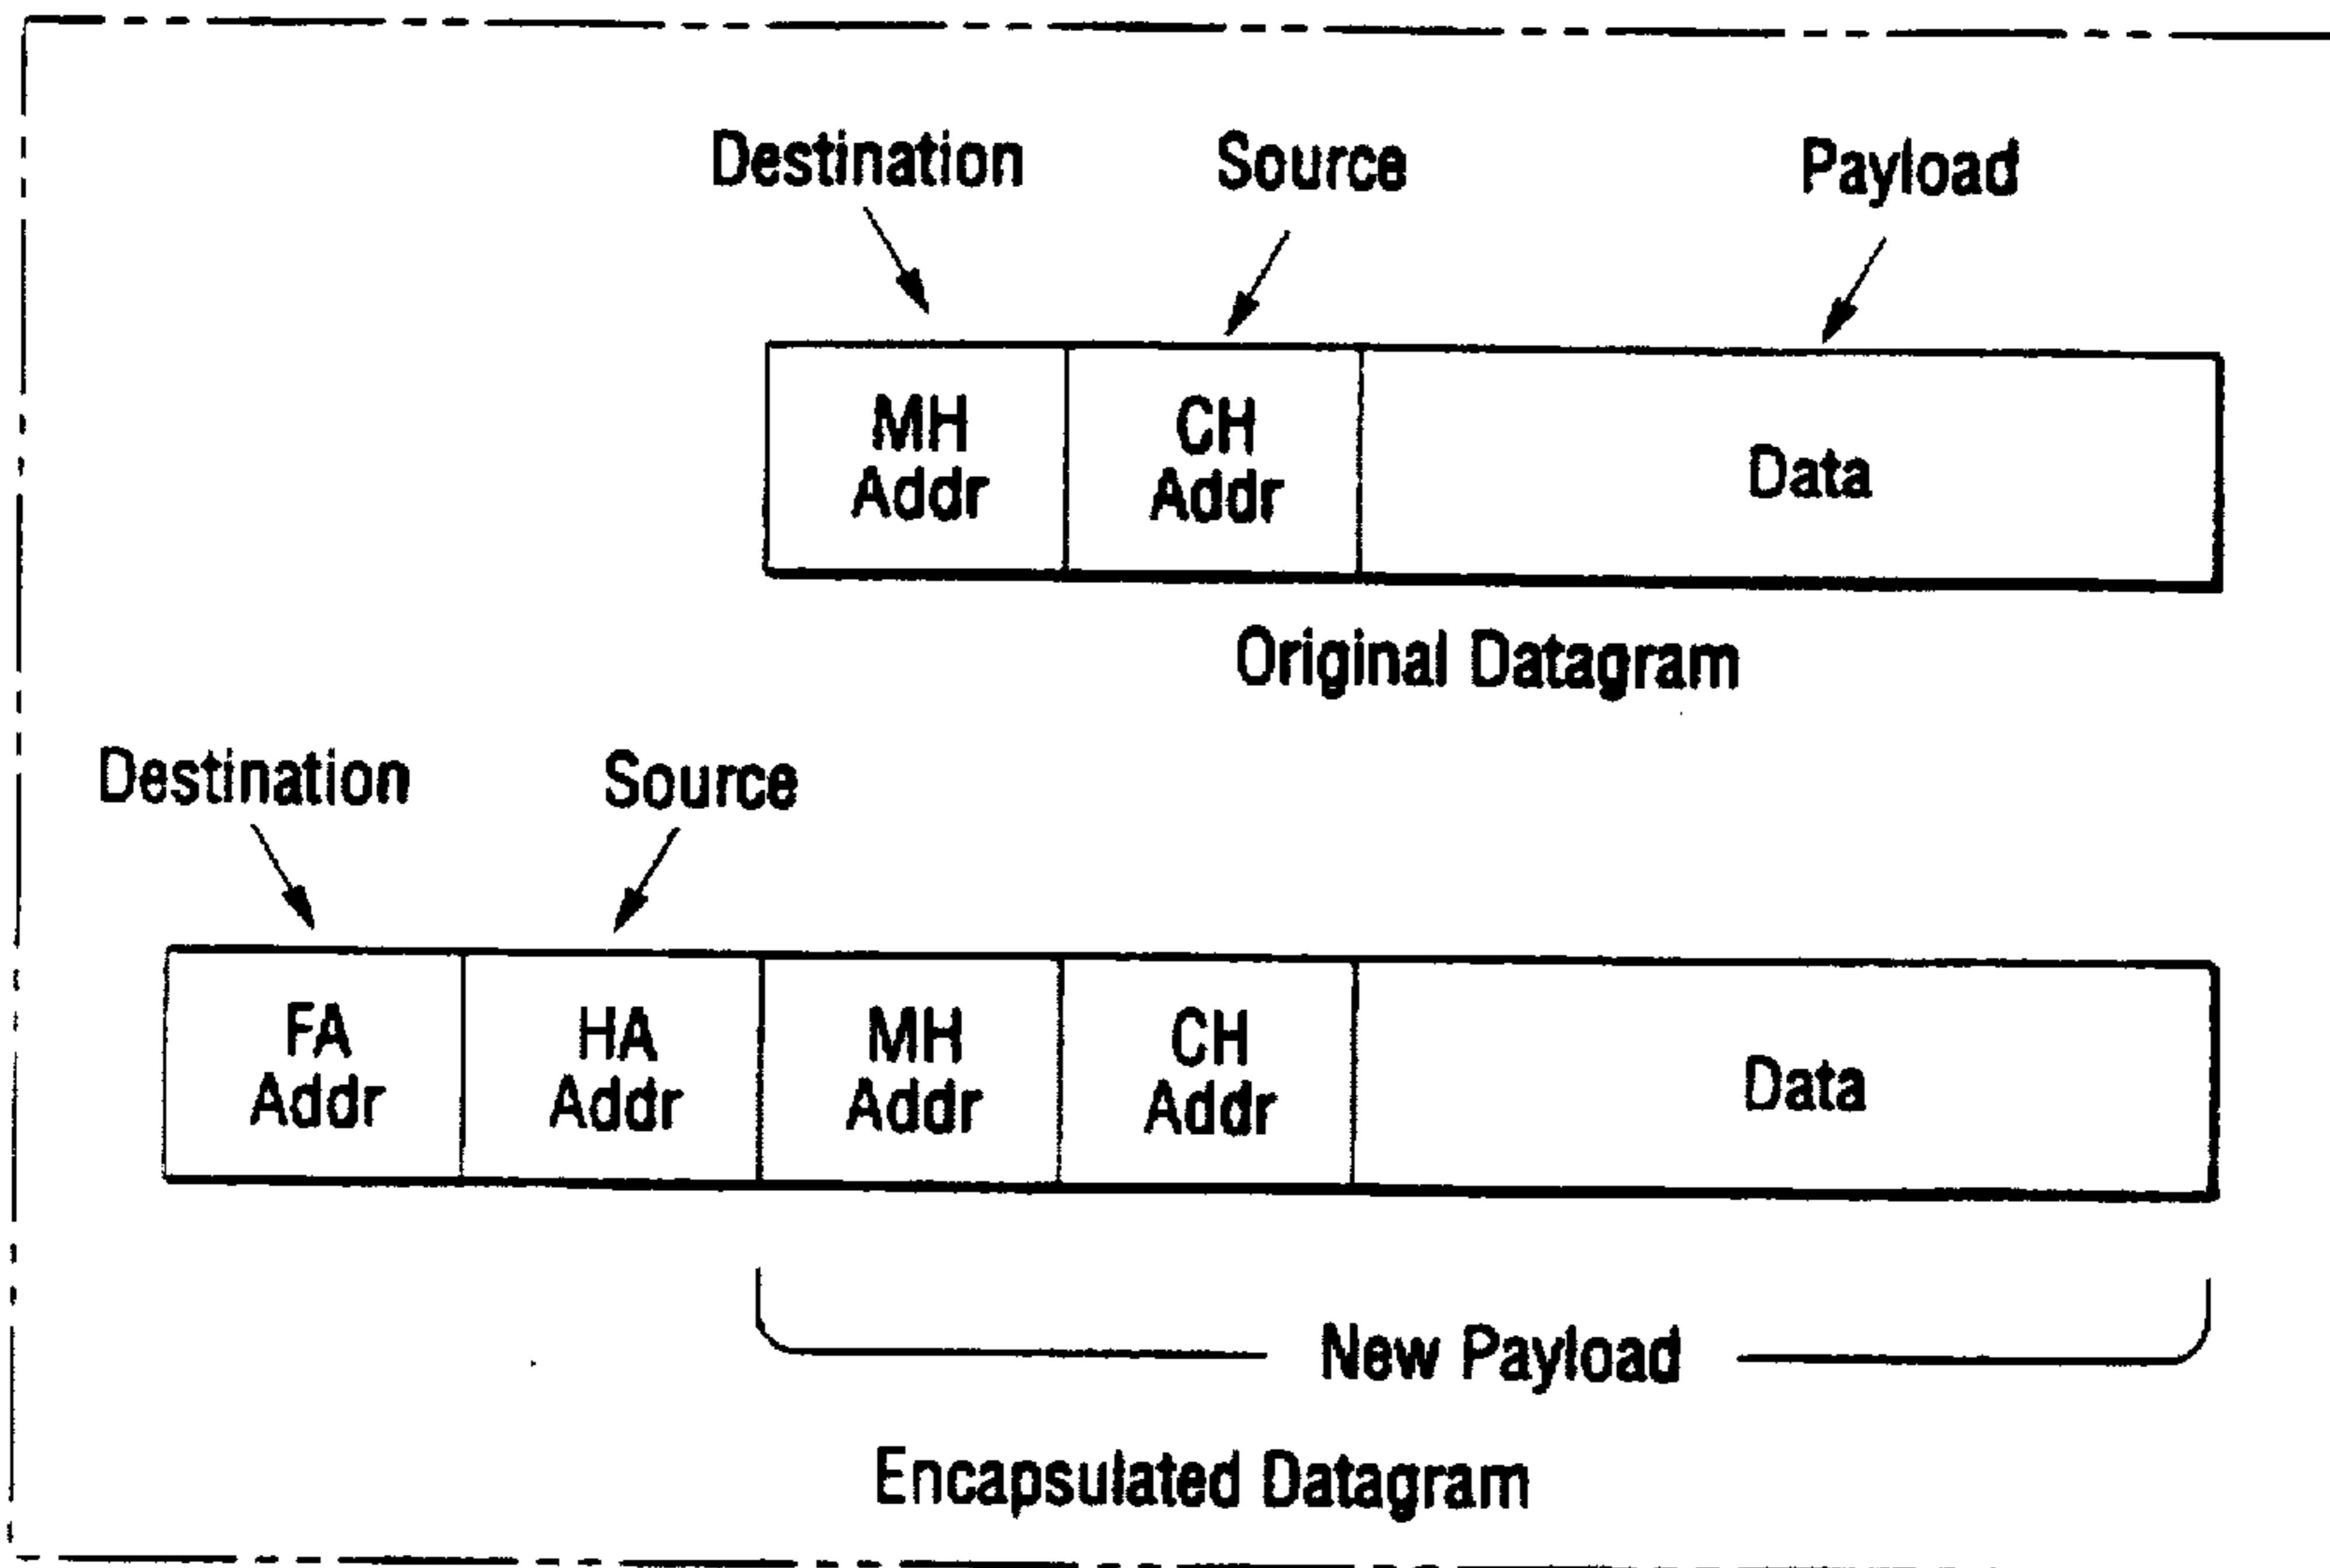 Destination Source Payload
MH Addr CH Addr Data
Original Datagram
Destination Source
FA Addr HA Addr MH Addr CH Addr Data
New Payload
Encapsulated Datagram